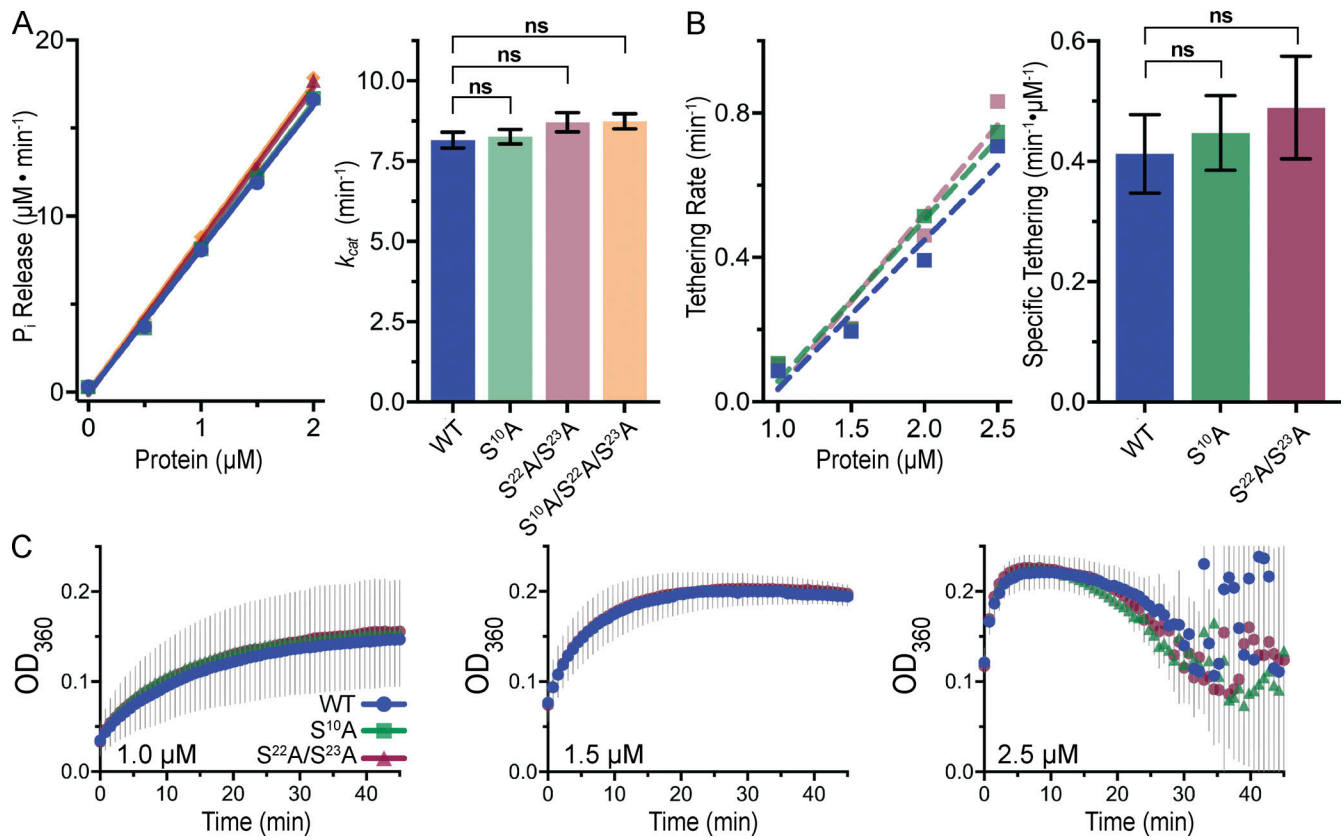 A
20
10
0
Pᵢ Release (µM • min⁻¹)
0
1
2
Protein (µM)
10.0
7.5
5.0
2.5
0.0
k_cat (min⁻¹)
ns
ns
ns
WT
S¹⁰A
S²²A/S²³A
S¹⁰A/S²²A/S²³A
B
0.8
0.4
0.0
Tethering Rate (min⁻¹)
1.0
1.5
2.0
2.5
Protein (µM)
0.6
0.4
0.2
0.0
Specific Tethering (min⁻¹•µM⁻¹)
ns
ns
WT
S¹⁰A
S²²A/S²³A
C
0.2
0.1
0.0
OD₃₆₀
WT
S¹⁰A
S²²A/S²³A
1.0 µM
0
10
20
30
40
Time (min)
0.2
0.1
0.0
OD₃₆₀
1.5 µM
0
10
20
30
40
Time (min)
0.2
0.1
0.0
OD₃₆₀
2.5 µM
0
10
20
30
40
Time (min)